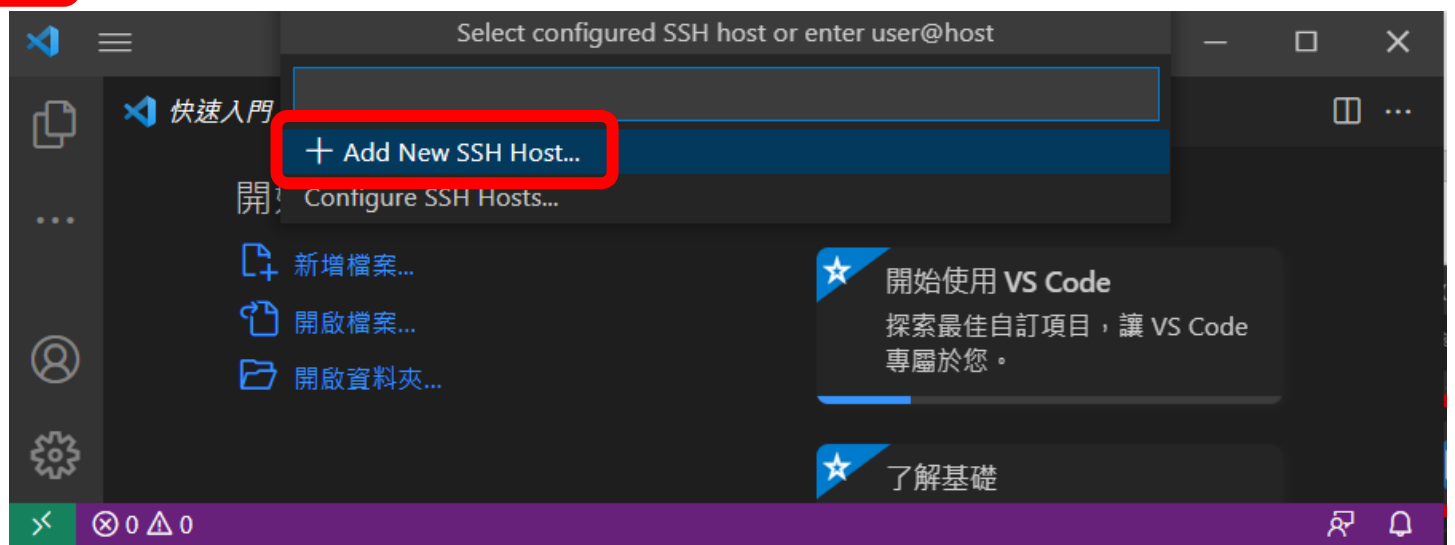 Select configured SSH host or enter user@host
快速入門
+ Add New SSH Host...
Configure SSH Hosts...
開
新增檔案...
開啟檔案...
開啟資料夾...
開始使用 VS Code
探索最佳自訂項目，讓 VS Code
專屬於您。
了解基礎
0 0